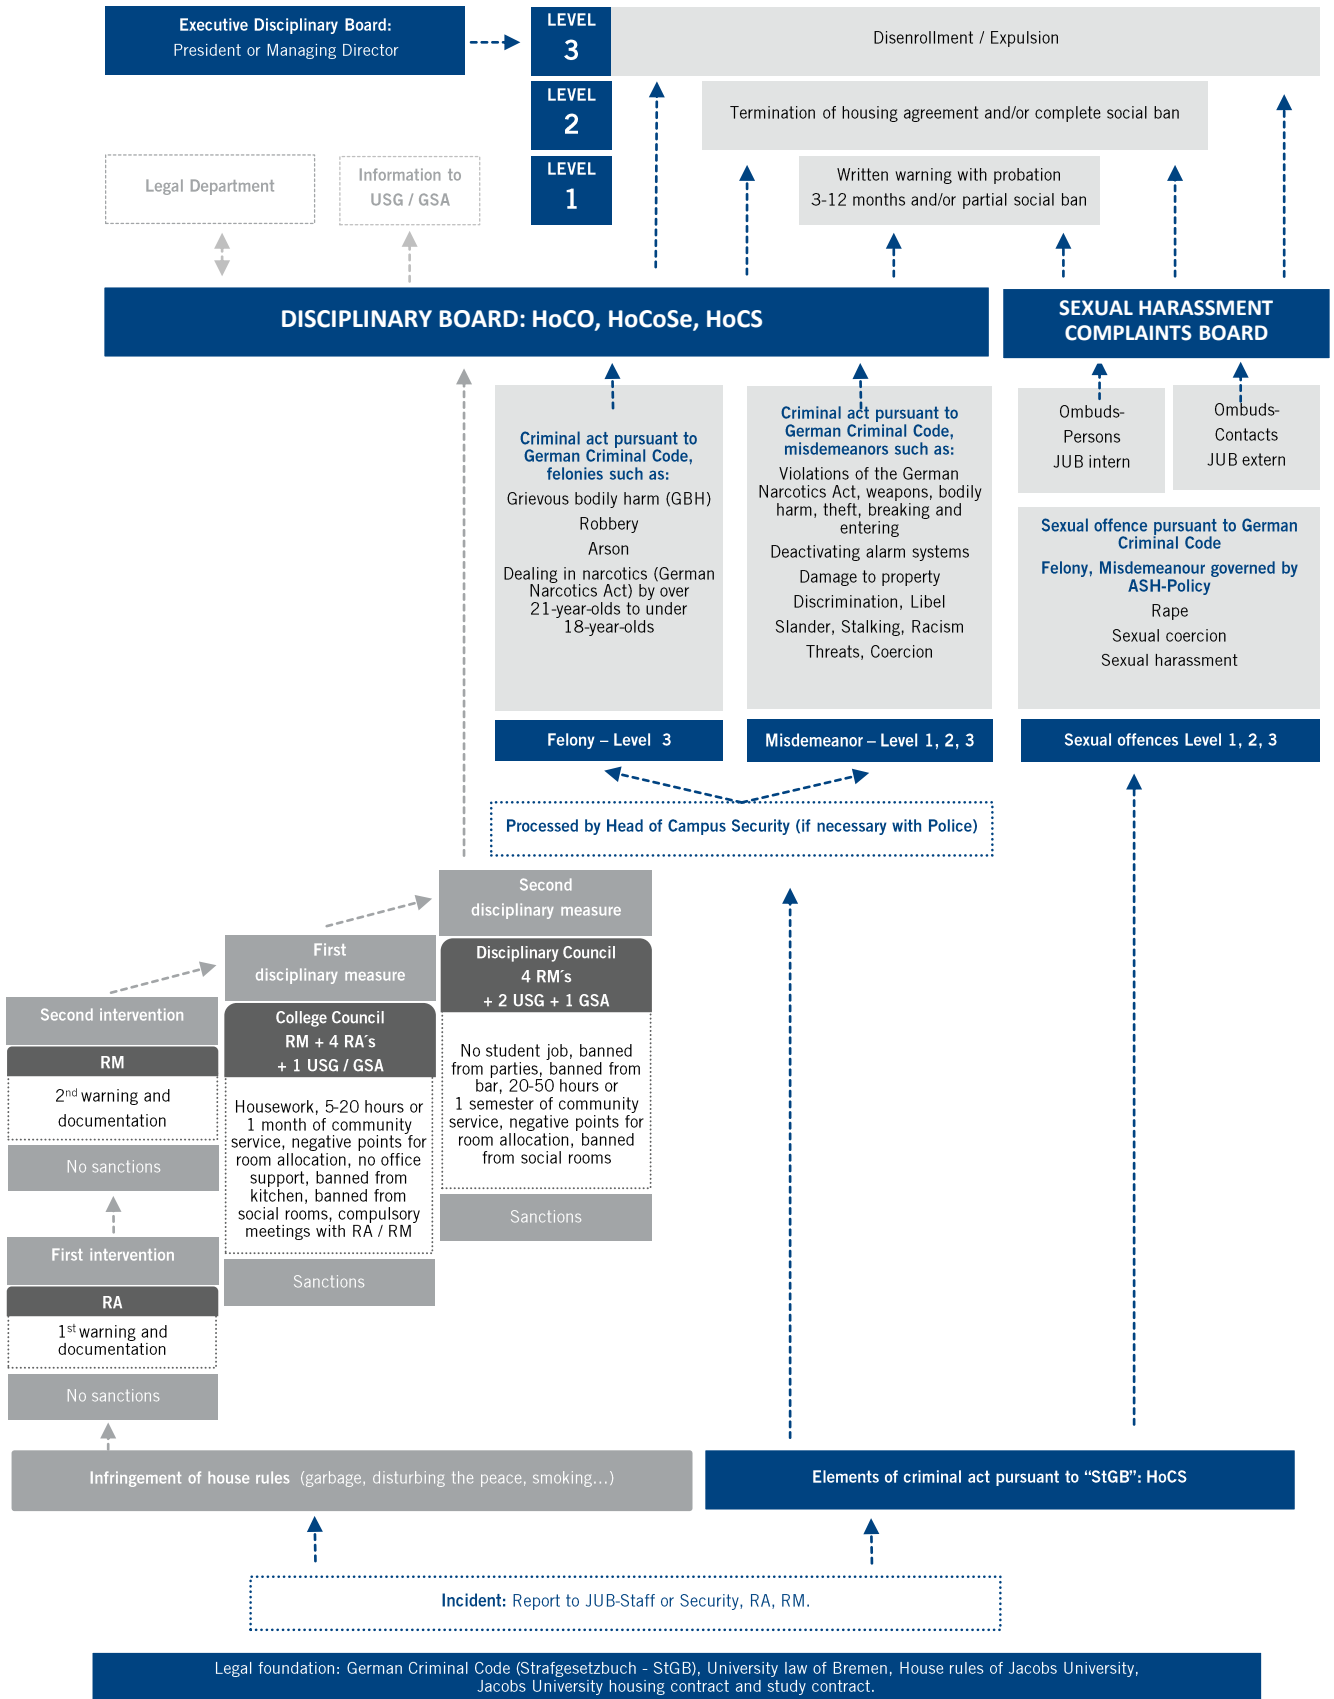 Executive Disciplinary Board:
President or Managing Director
LEVEL
3
Disenrollment / Expulsion
LEVEL
2
Termination of housing agreement and/or complete social ban
LEVEL
1
Written warning with probation
3-12 months and/or partial social ban
Legal Department
Information to
USG / GSA
DISCIPLINARY BOARD: HoCO, HoCoSe, HoCS
SEXUAL HARASSMENT
COMPLAINTS BOARD
Criminal act pursuant to
German Criminal Code,
felonies such as:
Grievous bodily harm (GBH)
Robbery
Arson
Dealing in narcotics (German
Narcotics Act) by over
21-year-olds to under
18-year-olds
Criminal act pursuant to
German Criminal Code,
misdemeanors such as:
Violations of the German
Narcotics Act, weapons, bodily
harm, theft, breaking and
entering
Deactivating alarm systems
Damage to property
Discrimination, Libel
Slander, Stalking, Racism
Threats, Coercion
Ombuds-
Persons
JUB intern
Ombuds-
Contacts
JUB extern
Sexual offence pursuant to German
Criminal Code
Felony, Misdemeanour governed by
ASH-Policy
Rape
Sexual coercion
Sexual harassment
Felony – Level 3
Misdemeanor – Level 1, 2, 3
Sexual offences Level 1, 2, 3
Processed by Head of Campus Security (if necessary with Police)
Second
disciplinary measure
Disciplinary Council
4 RM´s
+ 2 USG + 1 GSA
No student job, banned
from parties, banned from
bar, 20-50 hours or
1 semester of community
service, negative points for
room allocation, banned
from social rooms
Sanctions
First
disciplinary measure
College Council
RM + 4 RA´s
+ 1 USG / GSA
Housework, 5-20 hours or
1 month of community
service, negative points for
room allocation, no office
support, banned from
kitchen, banned from
social rooms, compulsory
meetings with RA / RM
Sanctions
Second intervention
RM
2nd warning and
documentation
No sanctions
First intervention
RA
1st warning and
documentation
No sanctions
Infringement of house rules (garbage, disturbing the peace, smoking...)
Elements of criminal act pursuant to “StGB”: HoCS
Incident: Report to JUB-Staff or Security, RA, RM.
Legal foundation: German Criminal Code (Strafgesetzbuch - StGB), University law of Bremen, House rules of Jacobs University,
Jacobs University housing contract and study contract.